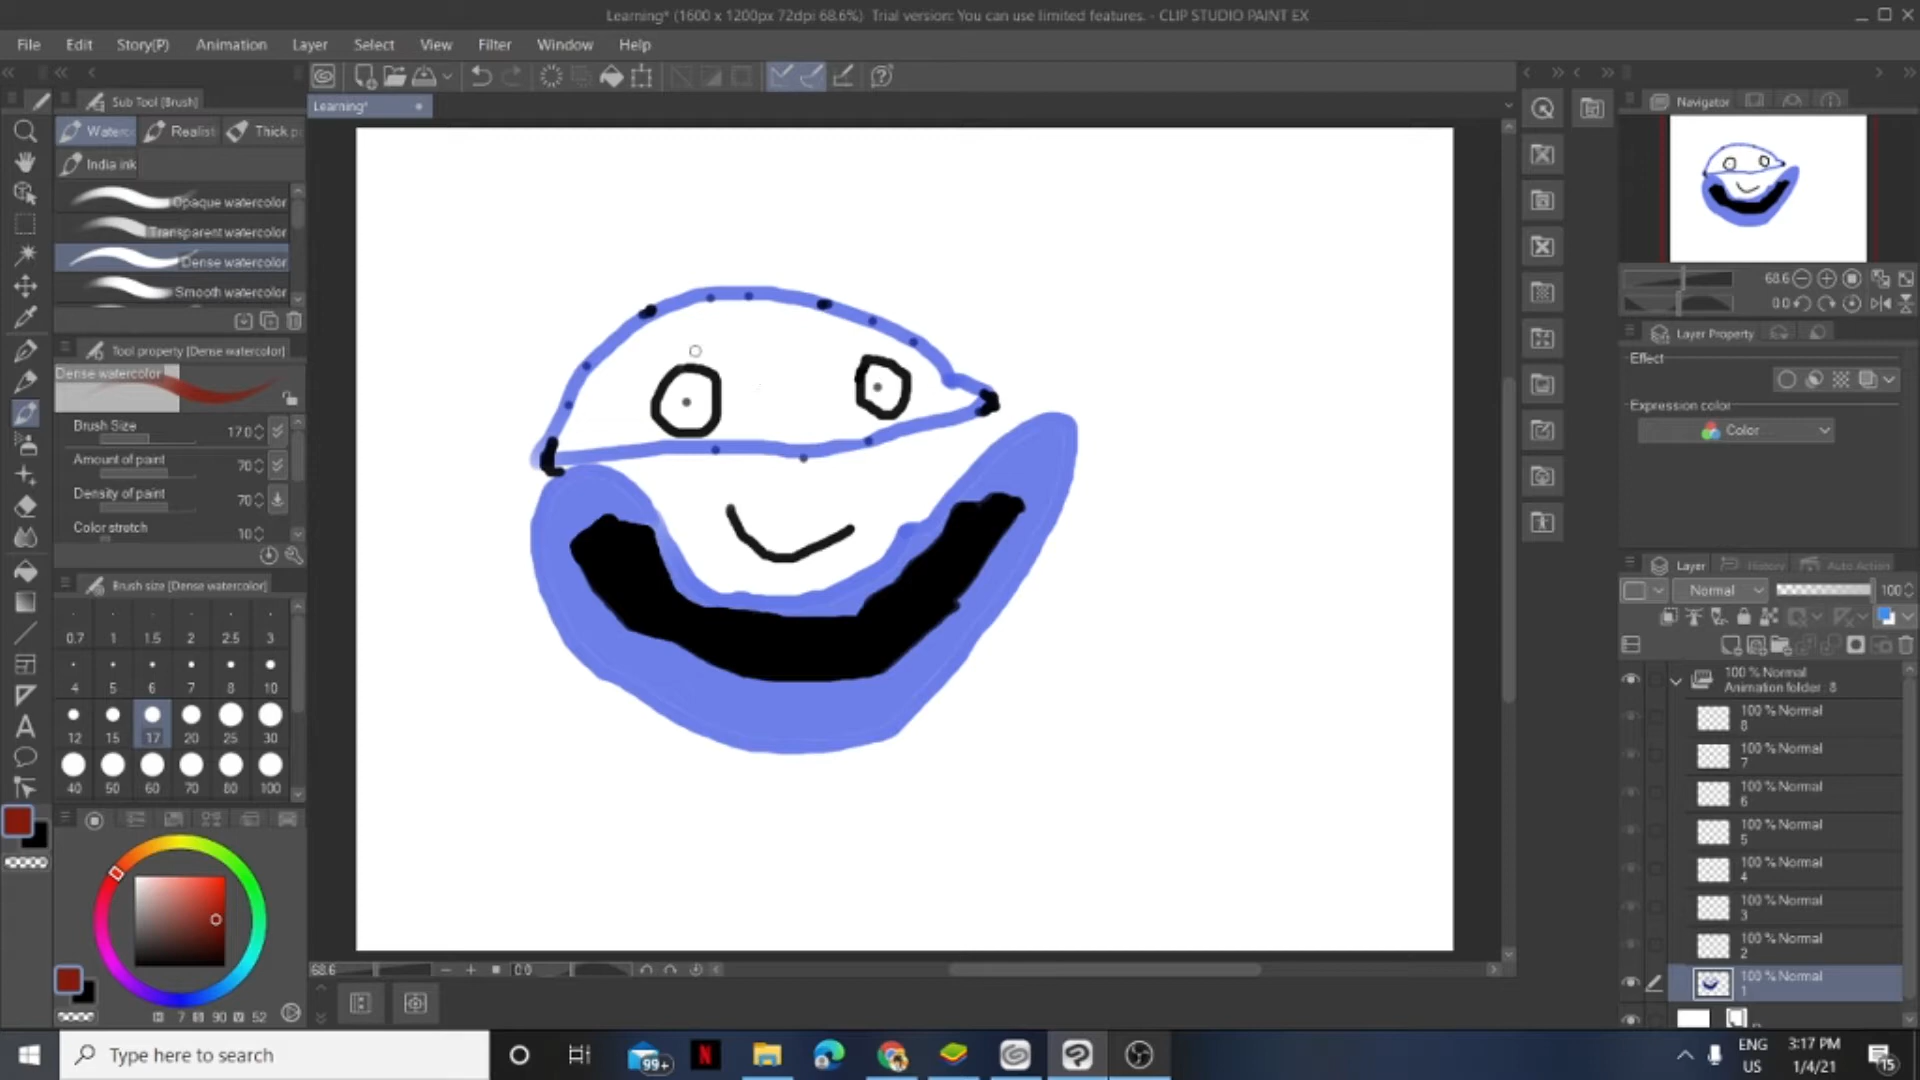 Learning* (1600 x 1200px 72dpi 68.6%) Trial version: You can use limited features. - CLIP STUDIO PAINT EX
File Edit Story(P) Animation Layer Select View Filter Window Help
Sub Tool [Brush]
Learning*
Navigator
Waterc Realist Thick p
India ink
Opaque watercolor
Transparent watercolor
Dense watercolor
Smooth watercolor
68.6
0.0
Tool property [Dense watercolor]
Dense watercolor
Brush Size 17.0
Amount of paint 70
Density of paint 70
Color stretch 10
Layer Property
Effect
Expression color
Color
Brush size [Dense watercolor]
0.7 1 1.5 2 2.5 3
4 5 6 7 8 10
12 15 17 20 25 30
40 50 60 70 80 100
Layer History Auto Action
Normal 100
100 % Normal
Animation folder : 8
100 % Normal
8
100 % Normal
7
100 % Normal
6
100 % Normal
5
100 % Normal
4
100 % Normal
3
100 % Normal
2
100 % Normal
1
68.6 0.0
H 7 S 90 V 52
Type here to search
99+
N
ENG
US
3:17 PM
1/4/21
15